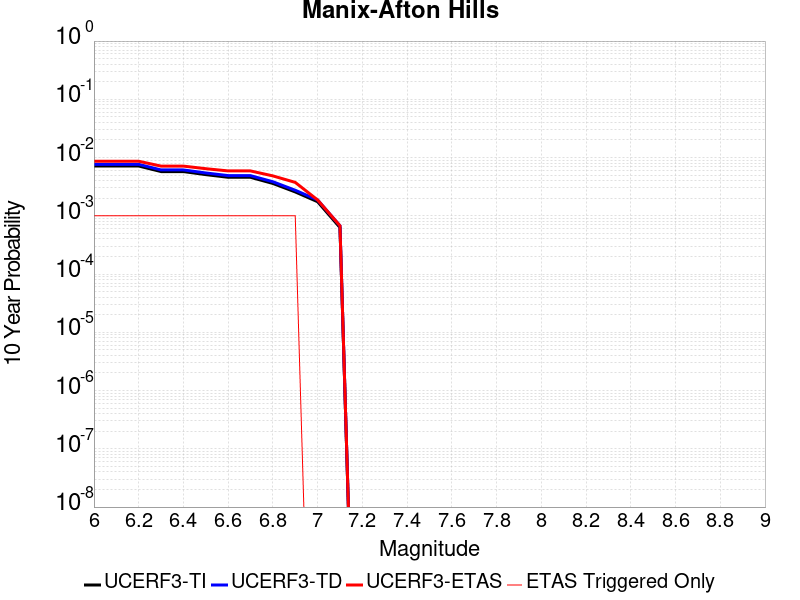 Manix-Afton Hills
10^0
10^-1
10^-2
10^-3
10^-4
10^-5
10^-6
10^-7
10^-8
10 Year Probability
6 6.2 6.4 6.6 6.8 7 7.2 7.4 7.6 7.8 8 8.2 8.4 8.6 8.8 9
Magnitude
UCERF3-TI UCERF3-TD UCERF3-ETAS ETAS Triggered Only